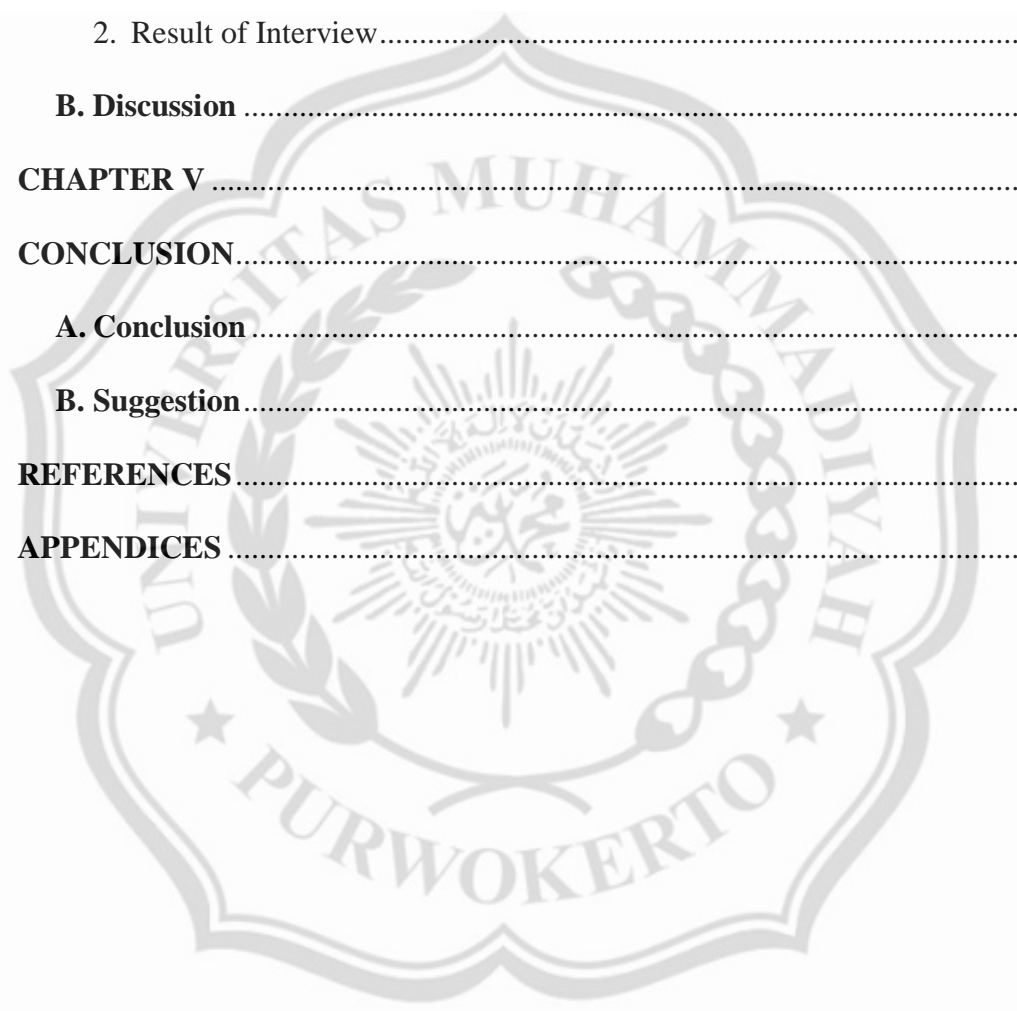 2. Result of Interview........................................................................
B. Discussion........................................................................
CHAPTER V........................................................................
CONCLUSION........................................................................
A. Conclusion........................................................................
B. Suggestion........................................................................
REFERENCES........................................................................
APPENDICES........................................................................
UNIVERSITAS MUHAMMADIYAH
★ PURWOKERTO ★